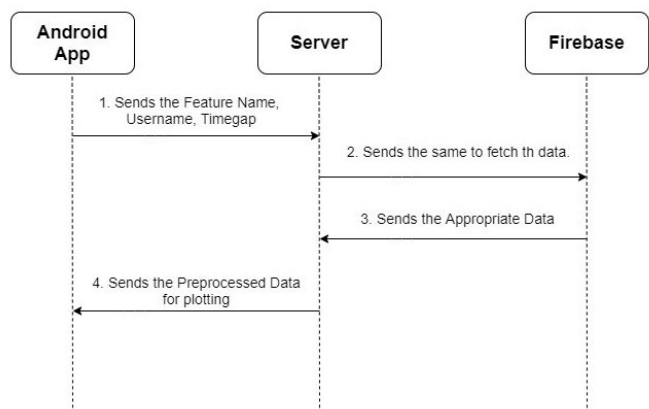 Android
App
Server
Firebase
1. Sends the Feature Name,
Username, Timegap
2. Sends the same to fetch th data.
3. Sends the Appropriate Data
4. Sends the Preprocessed Data
for plotting